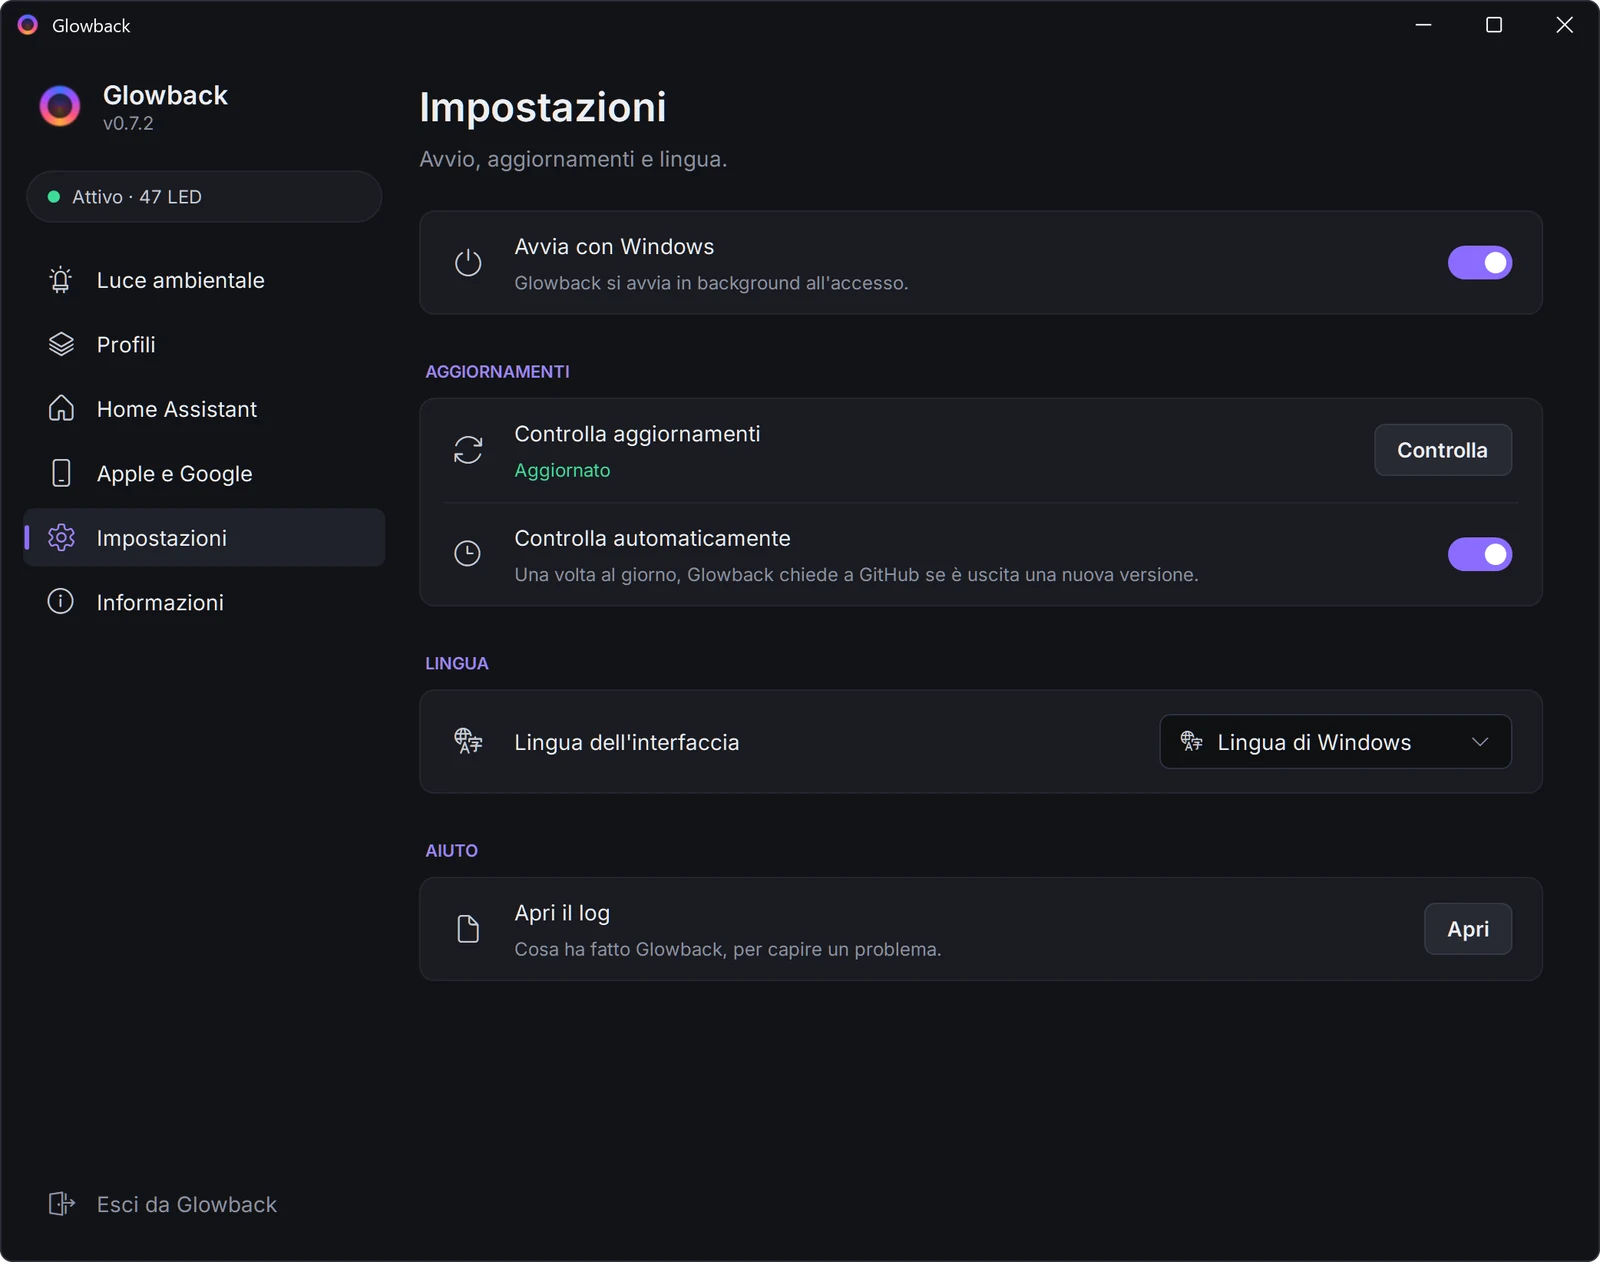 Glowback
Glowback
v0.7.2
Attivo · 47 LED
Luce ambientale
Profili
Home Assistant
Apple e Google
Impostazioni
Informazioni
Esci da Glowback
Impostazioni
Avvio, aggiornamenti e lingua.
Avvia con Windows
Glowback si avvia in background all'accesso.
AGGIORNAMENTI
Controlla aggiornamenti
Aggiornato
Controlla
Controlla automaticamente
Una volta al giorno, Glowback chiede a GitHub se è uscita una nuova versione.
LINGUA
Lingua dell'interfaccia
Lingua di Windows
AIUTO
Apri il log
Cosa ha fatto Glowback, per capire un problema.
Apri